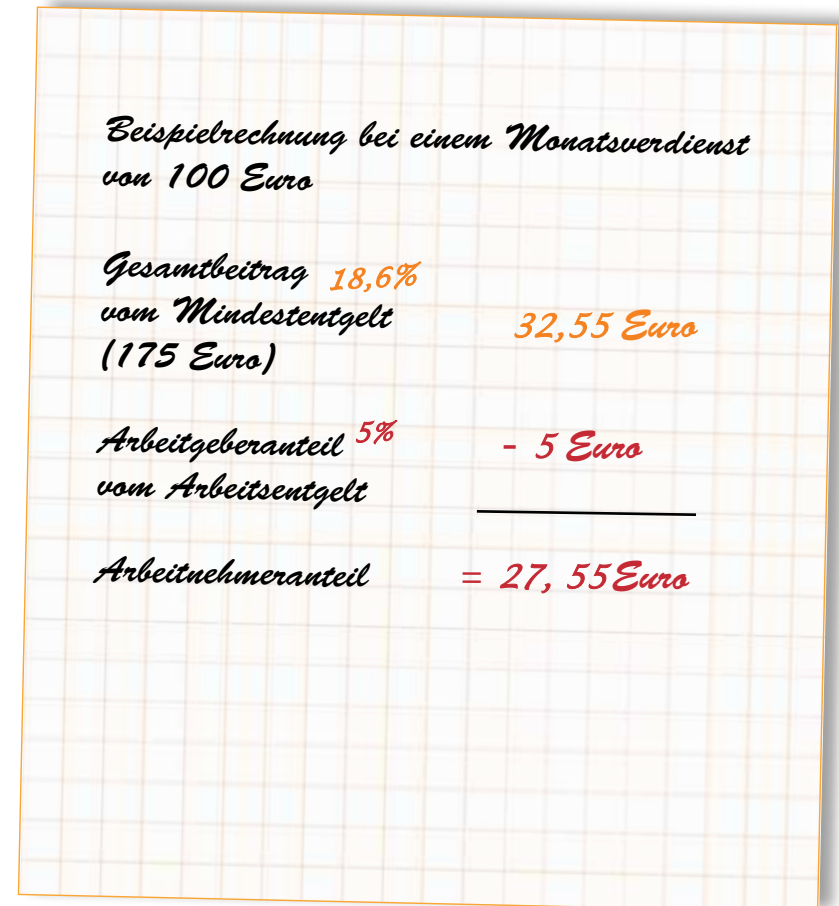 Beispielrechnung bei einem Monatsverdienst
von 100 Euro
Gesamtbeitrag 18,6%
vom Mindestentgelt 32,55 Euro
(175 Euro)
Arbeitgeberanteil 5% - 5 Euro
vom Arbeitsentgelt
Arbeitnehmeranteil = 27, 55Euro